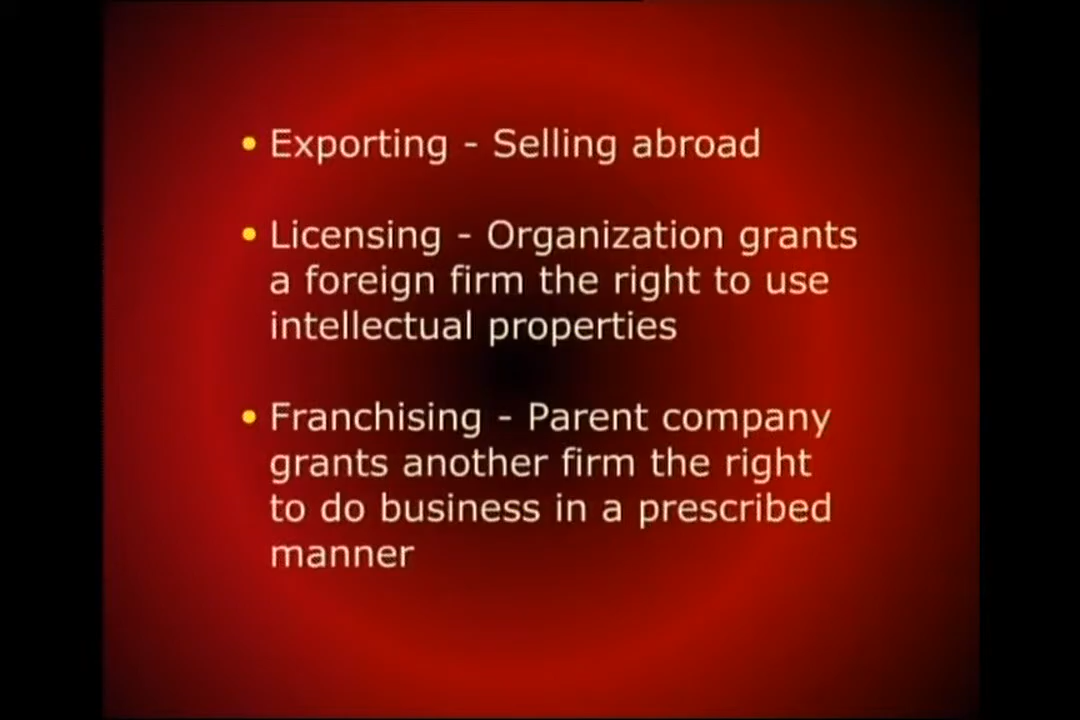 • Exporting - Selling abroad
• Licensing - Organization grants
a foreign firm the right to use
intellectual properties
• Franchising - Parent company
grants another firm the right
to do business in a prescribed
manner